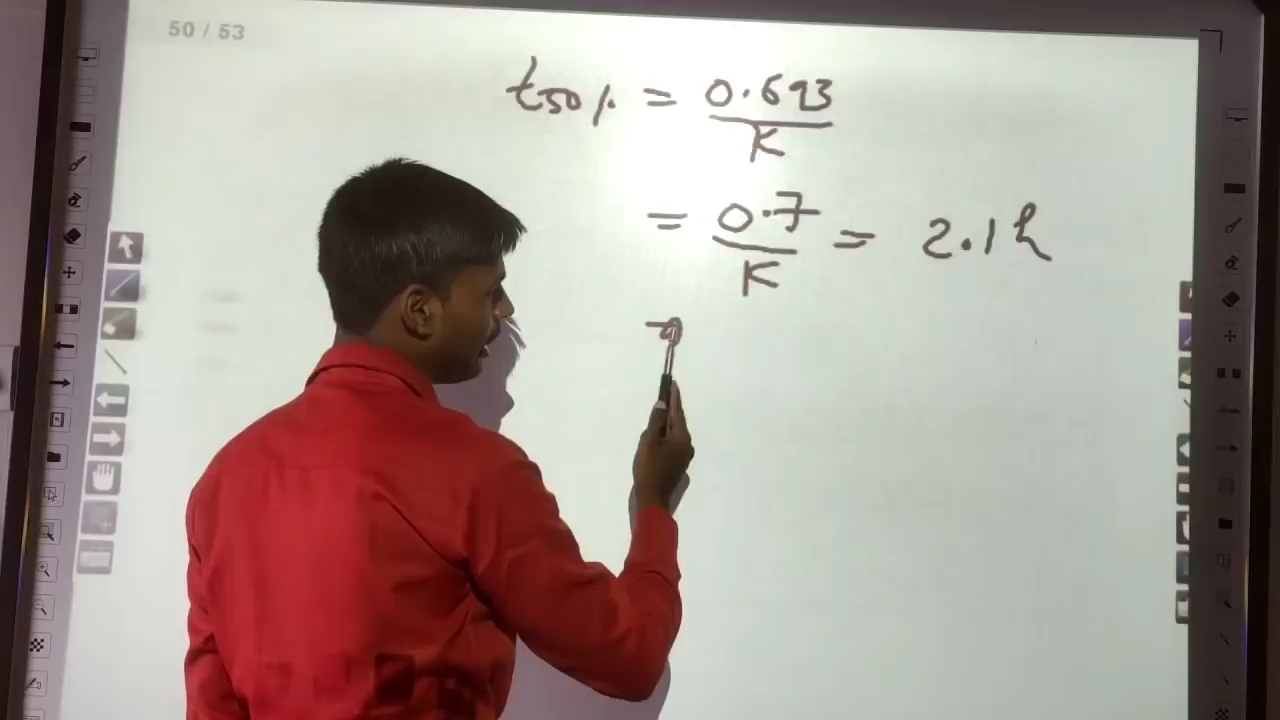 50 / 53
t50% = 0.693/K
= 0.7/K = 2.1 h